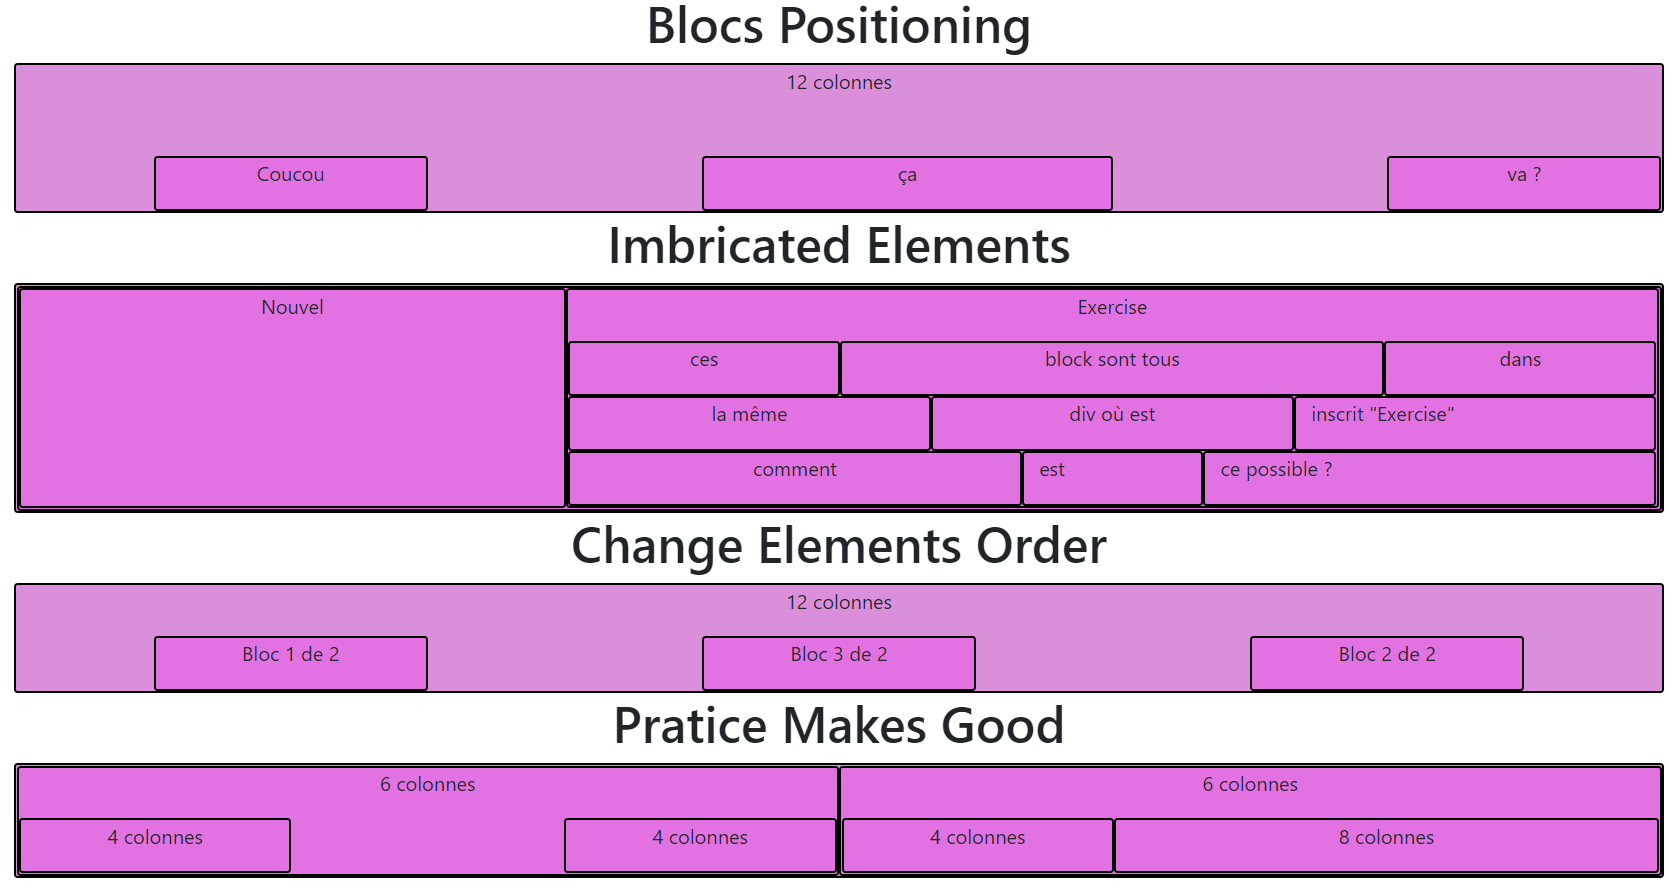 Blocs Positioning
12 colonnes
Coucou
ça
va ?
Imbricated Elements
Nouvel
Exercise
ces
block sont tous
dans
la même
div où est
inscrit "Exercise"
comment
est
ce possible ?
Change Elements Order
12 colonnes
Bloc 1 de 2
Bloc 3 de 2
Bloc 2 de 2
Pratice Makes Good
6 colonnes
4 colonnes
4 colonnes
6 colonnes
4 colonnes
8 colonnes